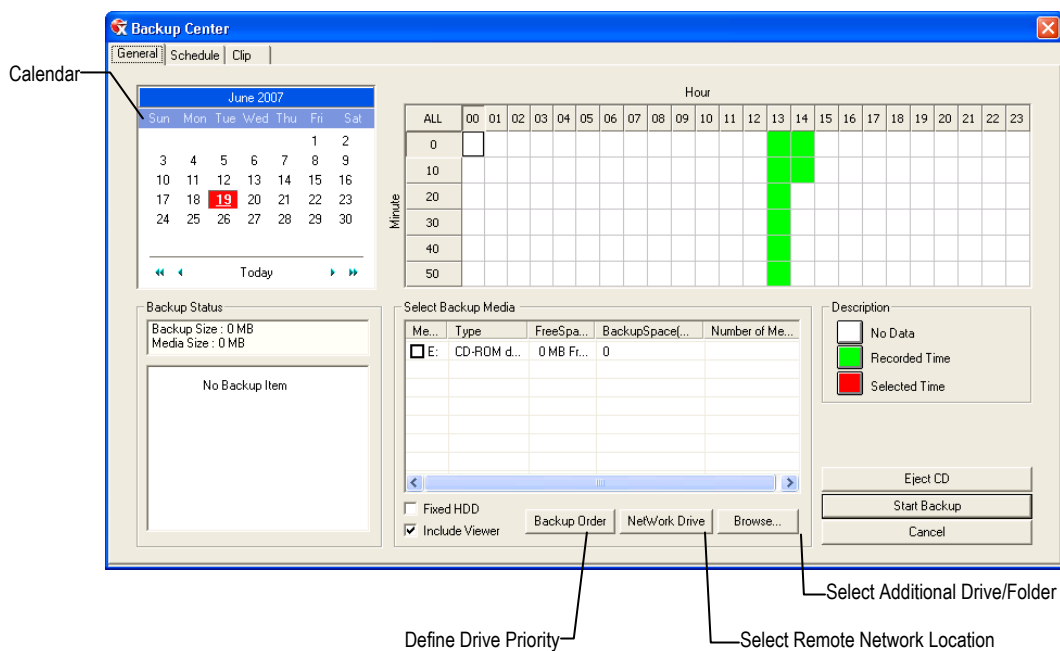 Backup Center
General Schedule Clip
Calendar
June 2007
Sun Mon Tue Wed Thu Fri Sat
1 2
3 4 5 6 7 8 9
10 11 12 13 14 15 16
17 18 19 20 21 22 23
24 25 26 27 28 29 30
Today
Hour
ALL 00 01 02 03 04 05 06 07 08 09 10 11 12 13 14 15 16 17 18 19 20 21 22 23
Minute
0
10
20
30
40
50
Backup Status
Backup Size : 0 MB
Media Size : 0 MB
No Backup Item
Select Backup Media
Me... Type FreeSpa... BackupSpace(... Number of Me...
E: CD-ROM d... 0 MB Fr... 0
Fixed HDD
Include Viewer
Backup Order NetWork Drive Browse...
Description
No Data
Recorded Time
Selected Time
Eject CD
Start Backup
Cancel
Select Additional Drive/Folder
Define Drive Priority
Select Remote Network Location